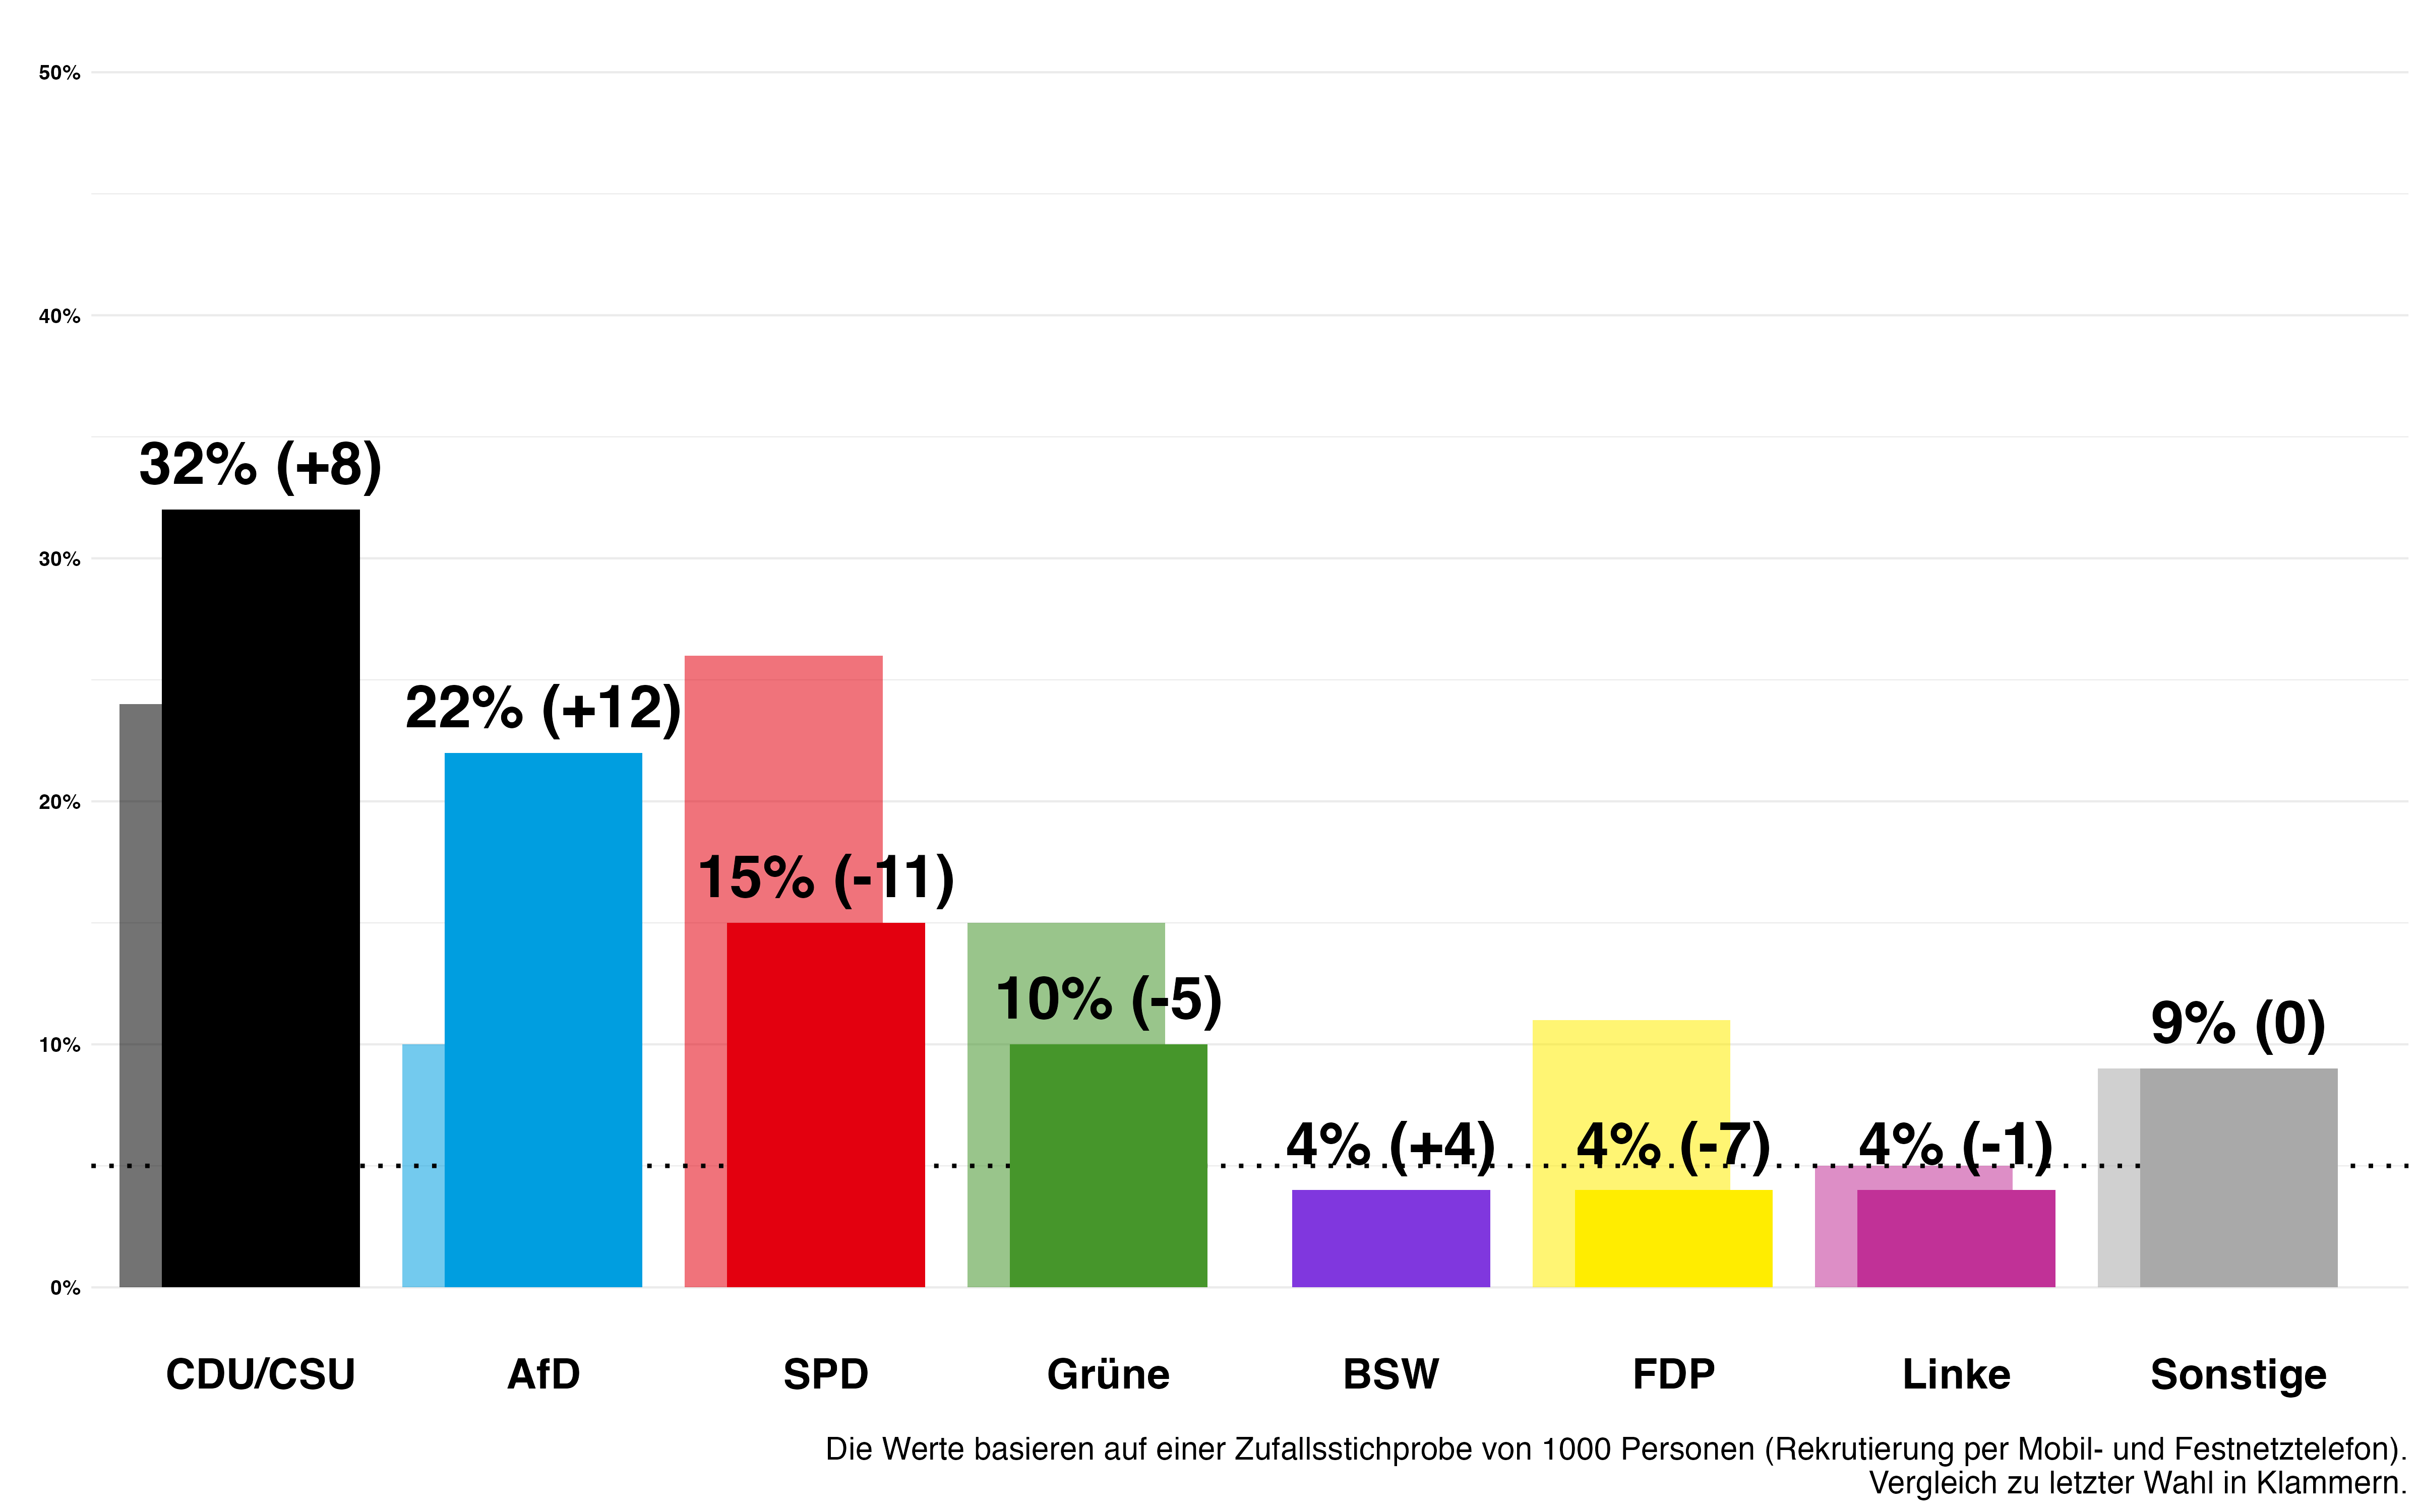 50%
40%
30%
20%
10%
0%
32% (+8)
22% (+12)
15% (-11)
10% (-5)
4% (+4)
4% (-7)
4% (-1)
9% (0)
CDU/CSU
AfD
SPD
Grüne
BSW
FDP
Linke
Sonstige
Die Werte basieren auf einer Zufallsstichprobe von 1000 Personen (Rekrutierung per Mobil- und Festnetztelefon).
Vergleich zu letzter Wahl in Klammern.